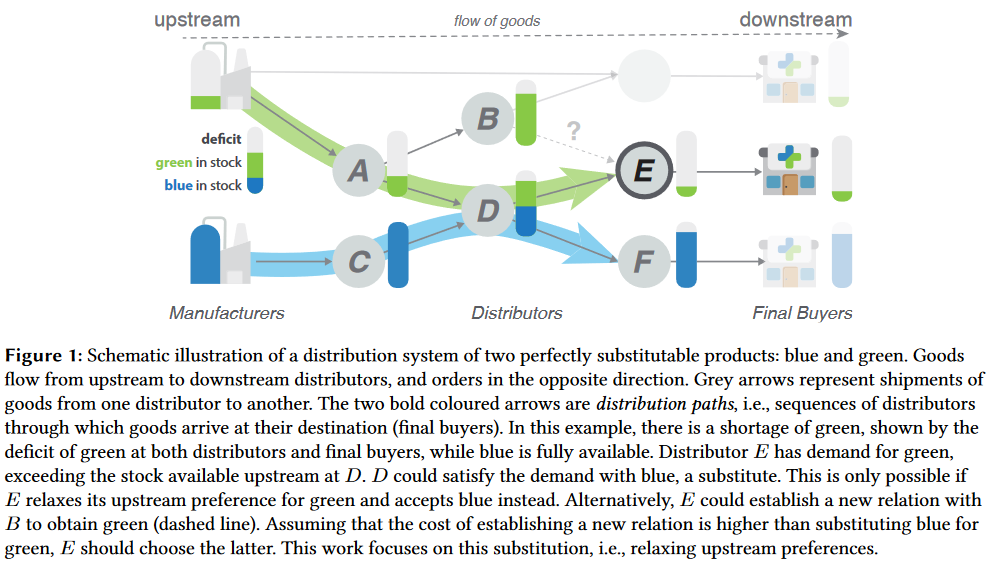 upstream
flow of goods
downstream
B
?
deficit
green in stock
blue in stock
A
E
D
C
F
Manufacturers
Distributors
Final Buyers
Figure 1: Schematic illustration of a distribution system of two perfectly substitutable products: blue and green. Goods
flow from upstream to downstream distributors, and orders in the opposite direction. Grey arrows represent shipments of
goods from one distributor to another. The two bold coloured arrows are distribution paths, i.e., sequences of distributors
through which goods arrive at their destination (final buyers). In this example, there is a shortage of green, shown by the
deficit of green at both distributors and final buyers, while blue is fully available. Distributor E has demand for green,
exceeding the stock available upstream at D. D could satisfy the demand with blue, a substitute. This is only possible if
E relaxes its upstream preference for green and accepts blue instead. Alternatively, E could establish a new relation with
B to obtain green (dashed line). Assuming that the cost of establishing a new relation is higher than substituting blue for
green, E should choose the latter. This work focuses on this substitution, i.e., relaxing upstream preferences.